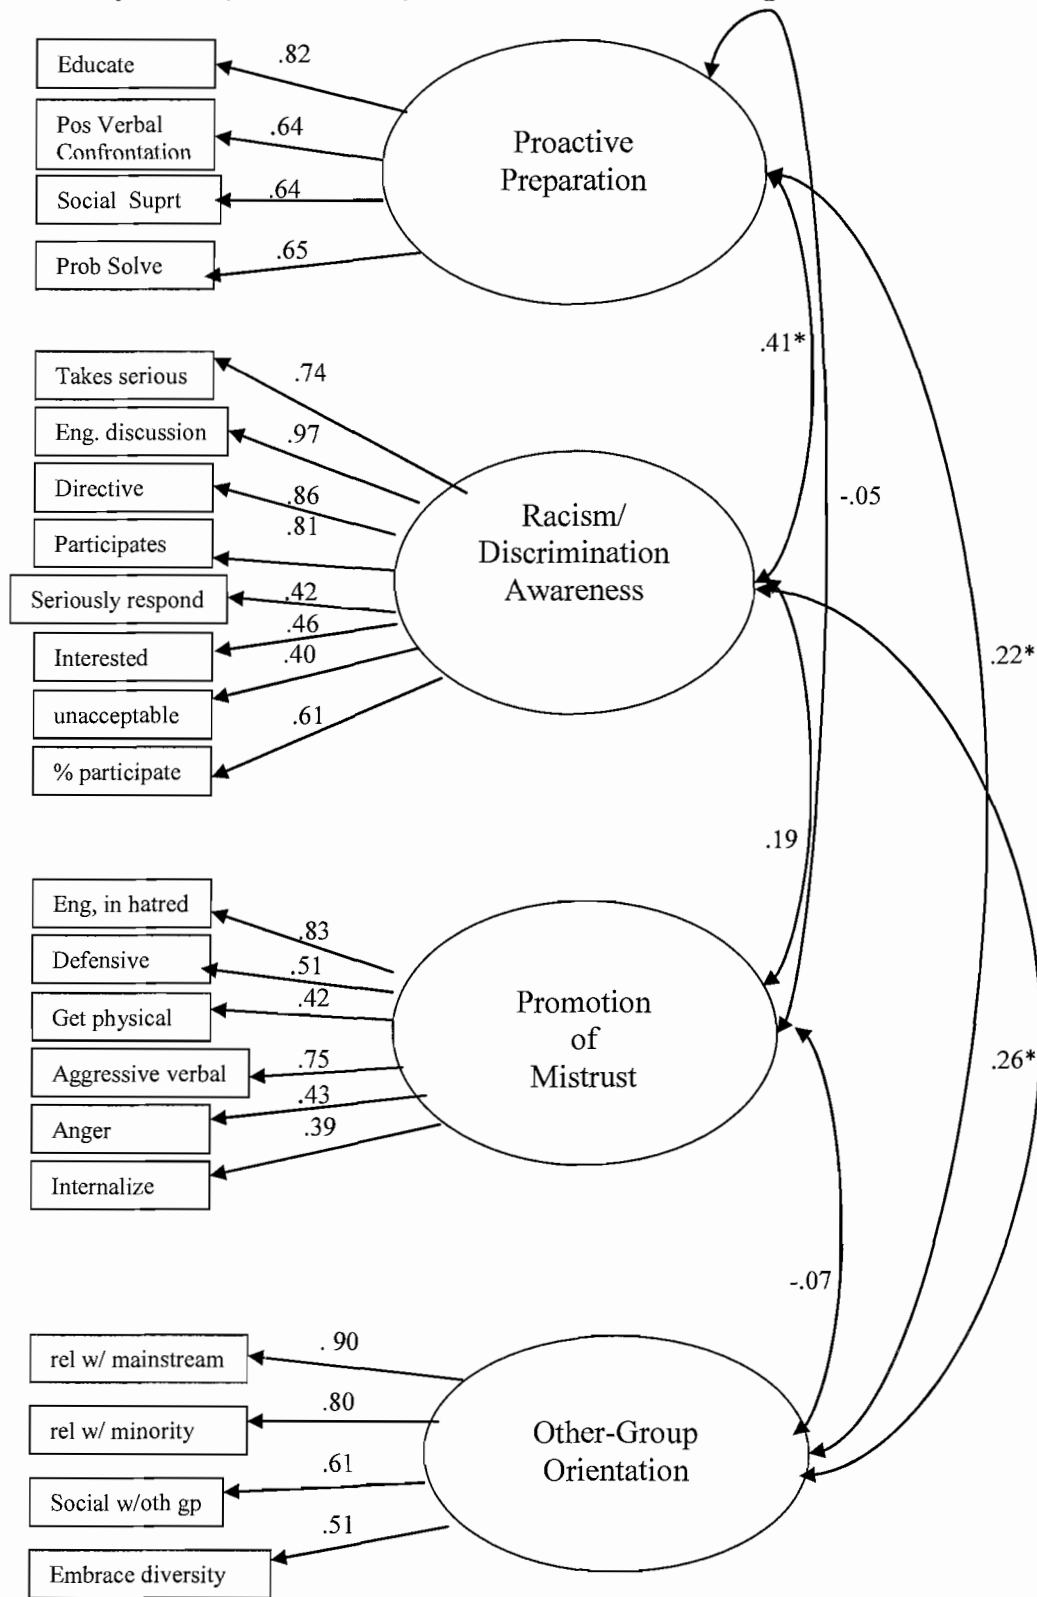 Educate
.82
Pos Verbal
Confrontation
.64
Social Suprt
.64
Prob Solve
.65
Proactive
Preparation
.41*
Takes serious
.74
Eng. discussion
.97
Directive
.86
Participates
.81
Seriously respond
.42
Interested
.46
unacceptable
.40
% participate
.61
Racism/
Discrimination
Awareness
-.05
.22*
.19
Eng, in hatred
.83
Defensive
.51
Get physical
.42
Aggressive verbal
.75
Anger
.43
Internalize
.39
Promotion
of
Mistrust
.26*
-.07
rel w/ mainstream
. 90
rel w/ minority
.80
Social w/oth gp
.61
Embrace diversity
.51
Other-Group
Orientation